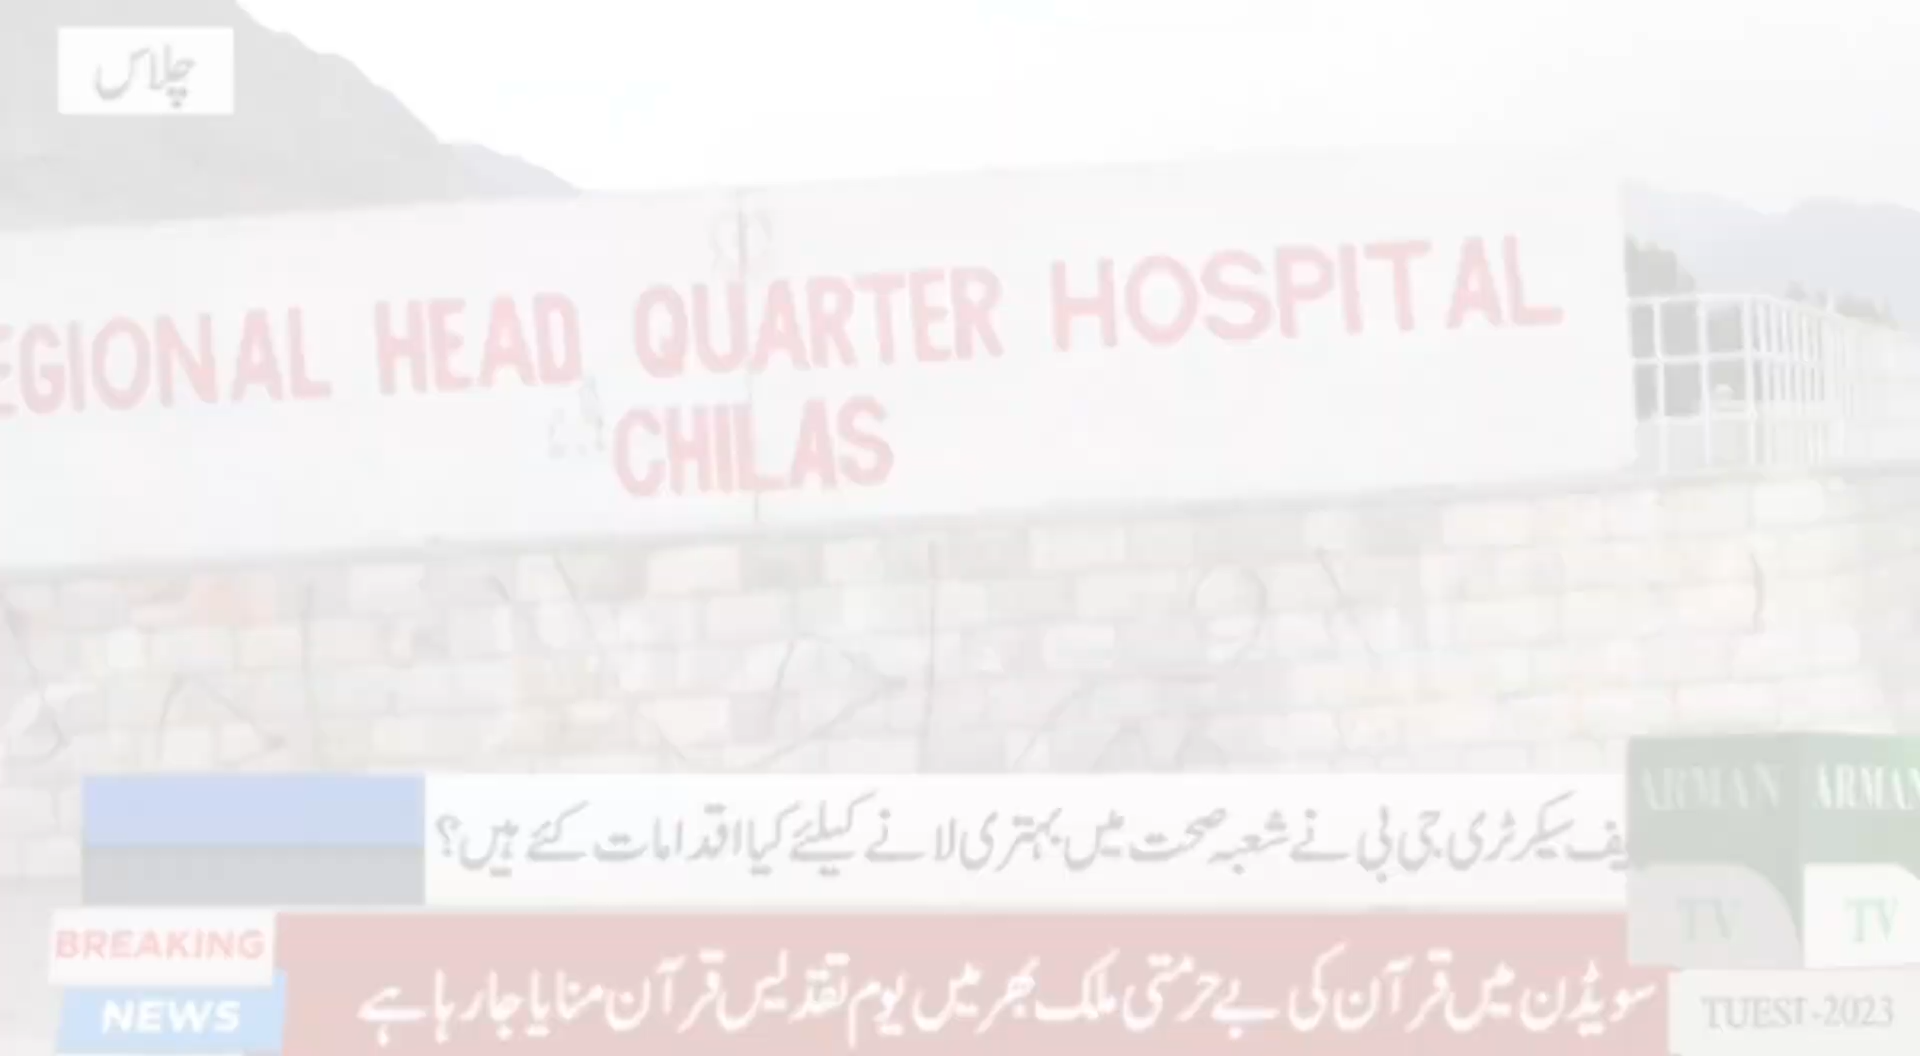 چلاس
EGIONAL HEAD QUARTER HOSPITAL
CHILAS
یف سیکرٹری جی بی نے شعبہ صحت میں بہتری لانے کیلئے کیا اقدامات کئے ہیں؟
ARMAN ARMAN
TV TV
BREAKING
NEWS
سویڈن میں قرآن کی بے حرمتی ملک بھر میں یوم تقدیس قرآن منایا جا رہا ہے
-2023